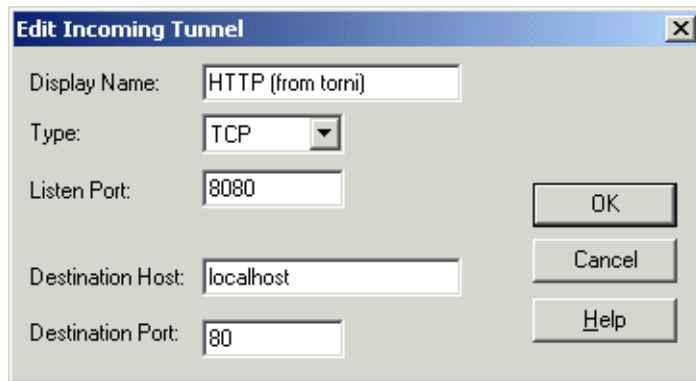 Edit Incoming Tunnel
Display Name: HTTP (from torni)
Type: TCP
Listen Port: 8080
OK
Cancel
Destination Host: localhost
Help
Destination Port: 80